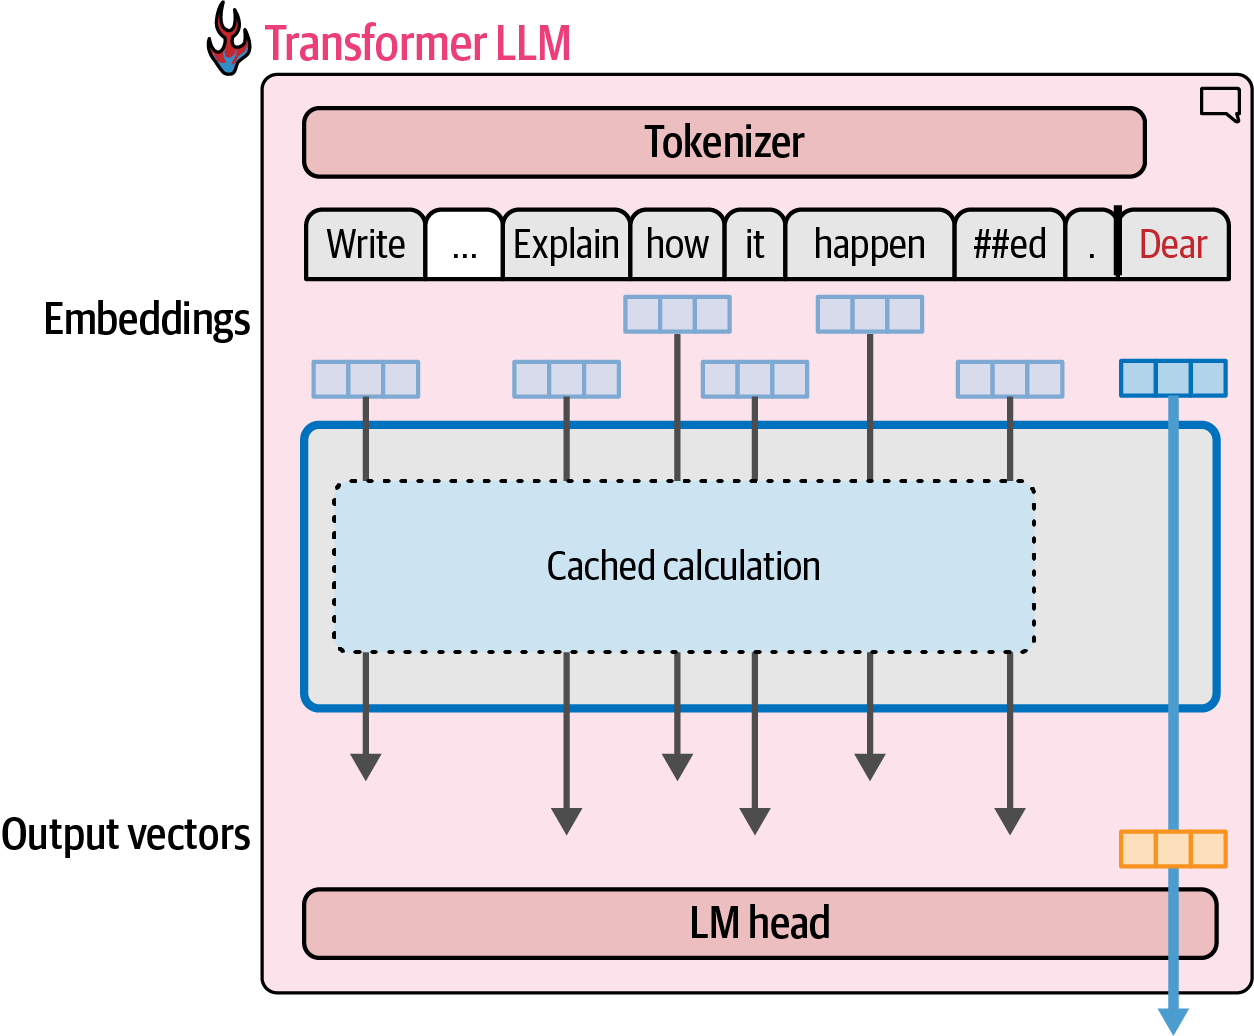 Transformer LLM
Tokenizer
Write ... Explain how it happen ##ed . Dear
Embeddings
Cached calculation
Output vectors
LM head